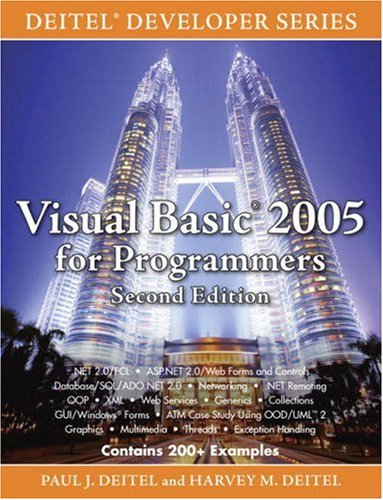 DEITEL® DEVELOPER SERIES
Visual Basic® 2005
for Programmers
Second Edition
.NET 2.0/FCL • ASP.NET 2.0/Web Forms and Controls
Database/SQL/ADO.NET 2.0 • Networking • .NET Remoting
OOP • XML • Web Services • Generics • Collections
GUI/Windows® Forms • ATM Case Study Using OOD/UML™ 2
Graphics • Multimedia • Threads • Exception Handling
Contains 200+ Examples
PAUL J. DEITEL and HARVEY M. DEITEL